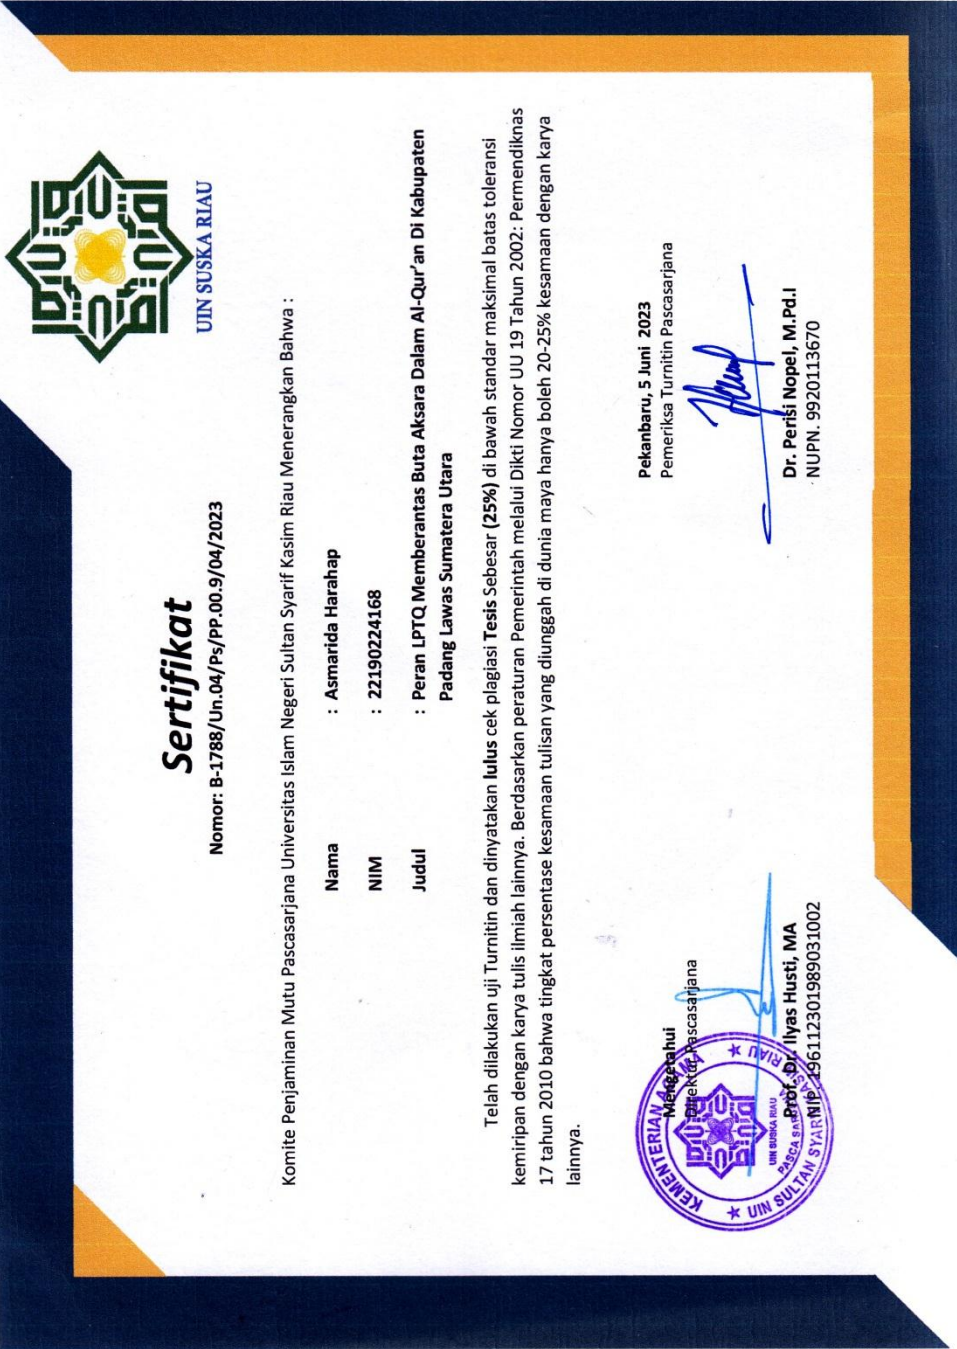 UIN SUSKA RIAU
Sertifikat
Nomor: B-1788/Un.04/Ps/PP.00.9/04/2023
Komite Penjaminan Mutu Pascasarjana Universitas Islam Negeri Sultan Syarif Kasim Riau Menerangkan Bahwa :
Nama : Asmarida Harahap
NIM : 22190224168
Judul : Peran LPTQ Memberantas Buta Aksara Dalam Al-Qur'an Di Kabupaten
Padang Lawas Sumatera Utara
Telah dilakukan uji Turnitin dan dinyatakan lulus cek plagiasi Tesis Sebesar (25%) di bawah standar maksimal batas toleransi
kemiripan dengan karya tulis ilmiah lainnya. Berdasarkan peraturan Pemerintah melalui Dikti Nomor UU 19 Tahun 2002: Permendiknas
17 tahun 2010 bahwa tingkat persentase kesamaan tulisan yang diunggah di dunia maya hanya boleh 20-25% kesamaan dengan karya
lainnya.
Mengetahui
Direktur Pascasarjana
Prof. Dr. Ilyas Husti, MA
NIP. 196112301989031002
KEMENTERIAN AGAMA
UIN SUSKA RIAU
UIN SULTAN SYARIF KASIM RIAU
Pekanbaru, 5 Juni 2023
Pemeriksa Turnitin Pascasarjana
Dr. Perisi Nopel, M.Pd.I
NUPN. 9920113670